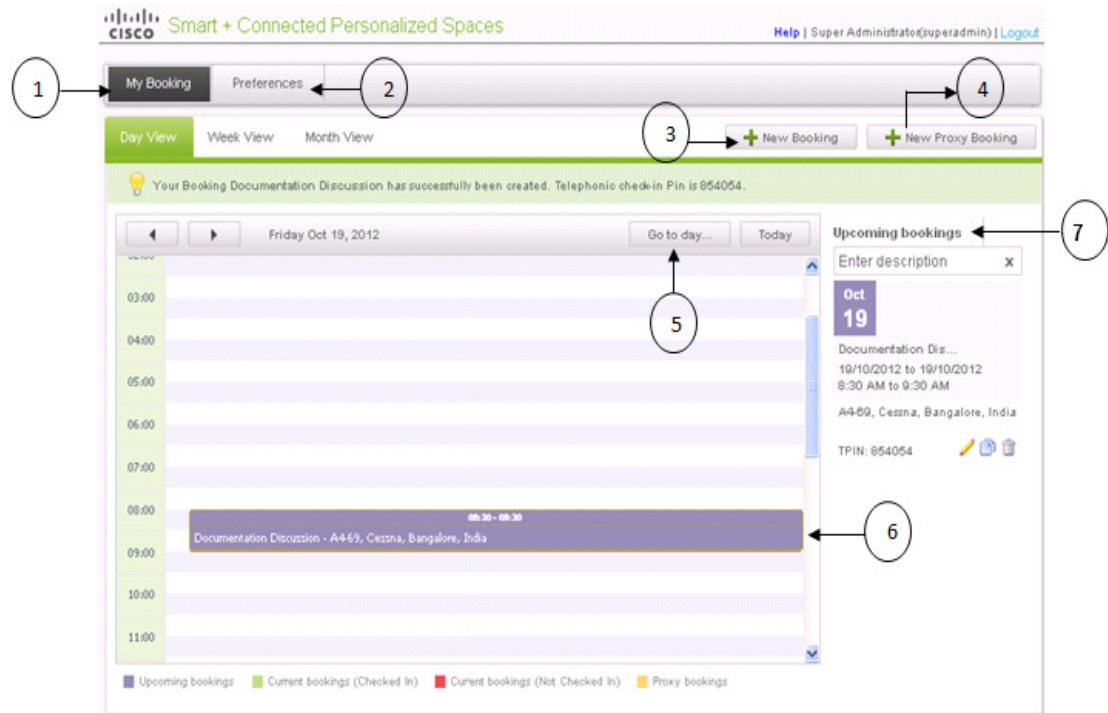 CISCO Smart + Connected Personalized Spaces
Help | Super Administrator(superadmin) | Logout
1
My Booking
Preferences
2
4
Day View
Week View
Month View
3
New Booking
New Proxy Booking
Your Booking Documentation Discussion has successfully been created. Telephonic check-in Pin is 854054.
Friday Oct 19, 2012
Go to day...
Today
Upcoming bookings
7
Enter description x
02:00
03:00
04:00
05:00
06:00
07:00
08:00
09:00
10:00
11:00
5
Oct
19
Documentation Dis...
19/10/2012 to 19/10/2012
8:30 AM to 9:30 AM
A4-69, Cessna, Bangalore, India
TPIN: 854054
08:30 - 09:30
Documentation Discussion - A4-69, Cessna, Bangalore, India
6
Upcoming bookings
Current bookings (Checked In)
Current bookings (Not Checked In)
Proxy bookings